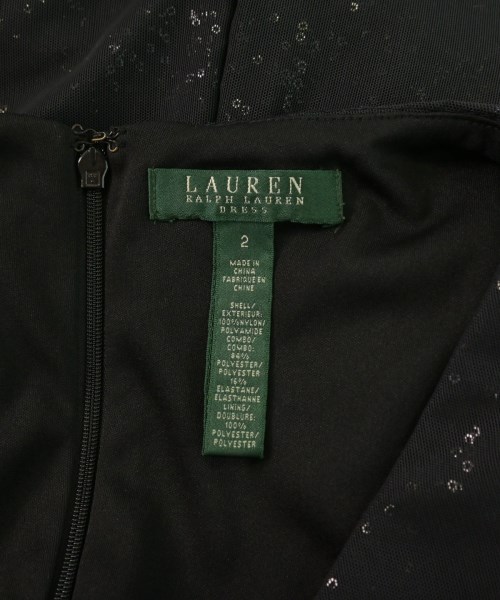 LAUREN
RALPH LAUREN
DRESS
2
MADE IN
CHINA
FABRIQUE EN
CHINE
SHELL/
EXTERIEUR:
100% NYLON/
POLYAMIDE
COMBO/
COMBO:
84%
POLYESTER/
POLYESTER
16%
ELASTANE/
ELASTHANNE
LINING/
DOUBLURE:
100%
POLYESTER/
POLYESTER